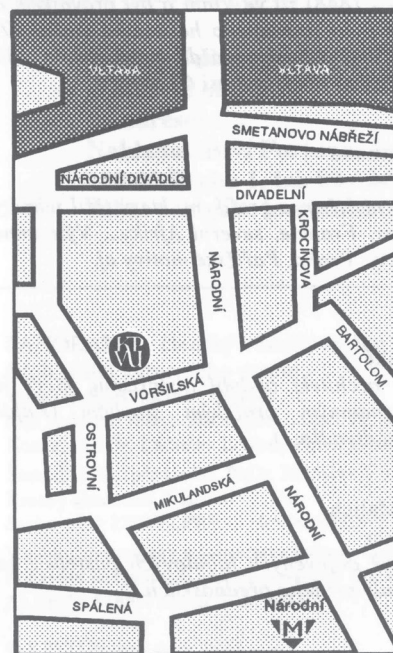 VLTAVA
VLTAVA
SMETANOVO NÁBŘEŽÍ
NÁRODNÍ DIVADLO
DIVADELNÍ
KROCÍNOVA
NÁRODNÍ
BARTOLOM.
VORŠILSKÁ
OSTROVNÍ
MIKULANDSKÁ
NÁRODNÍ
SPÁLENÁ
Národní
M